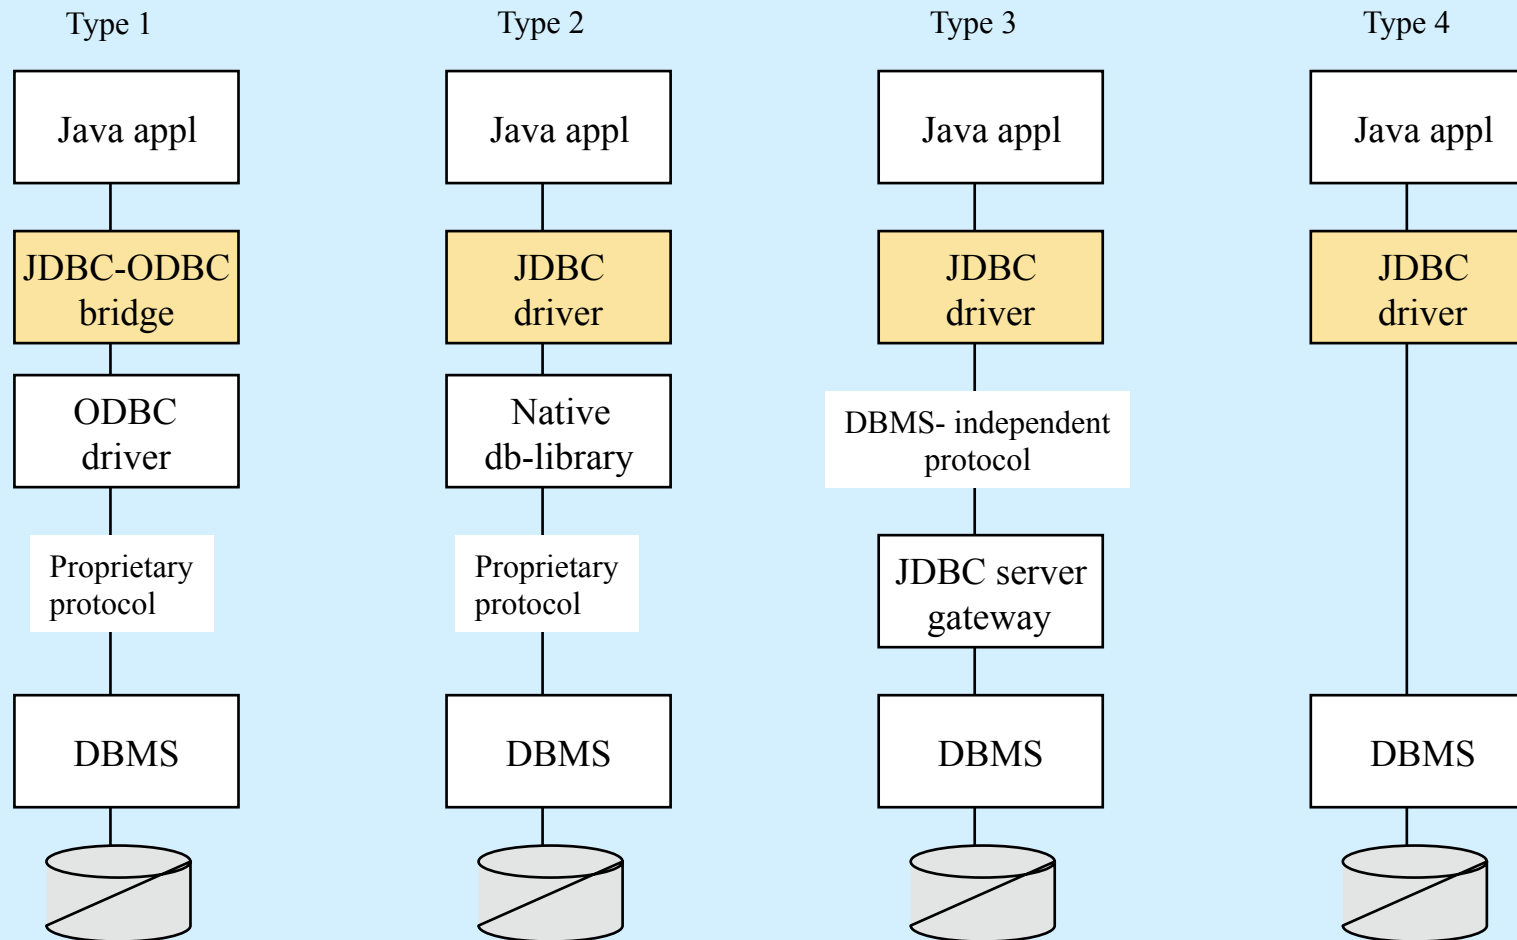 Type 1
Java appl
JDBC-ODBC
bridge
ODBC
driver
Proprietary
protocol
DBMS
Type 2
Java appl
JDBC
driver
Native
db-library
Proprietary
protocol
DBMS
Type 3
Java appl
JDBC
driver
DBMS- independent
protocol
JDBC server
gateway
DBMS
Type 4
Java appl
JDBC
driver
DBMS